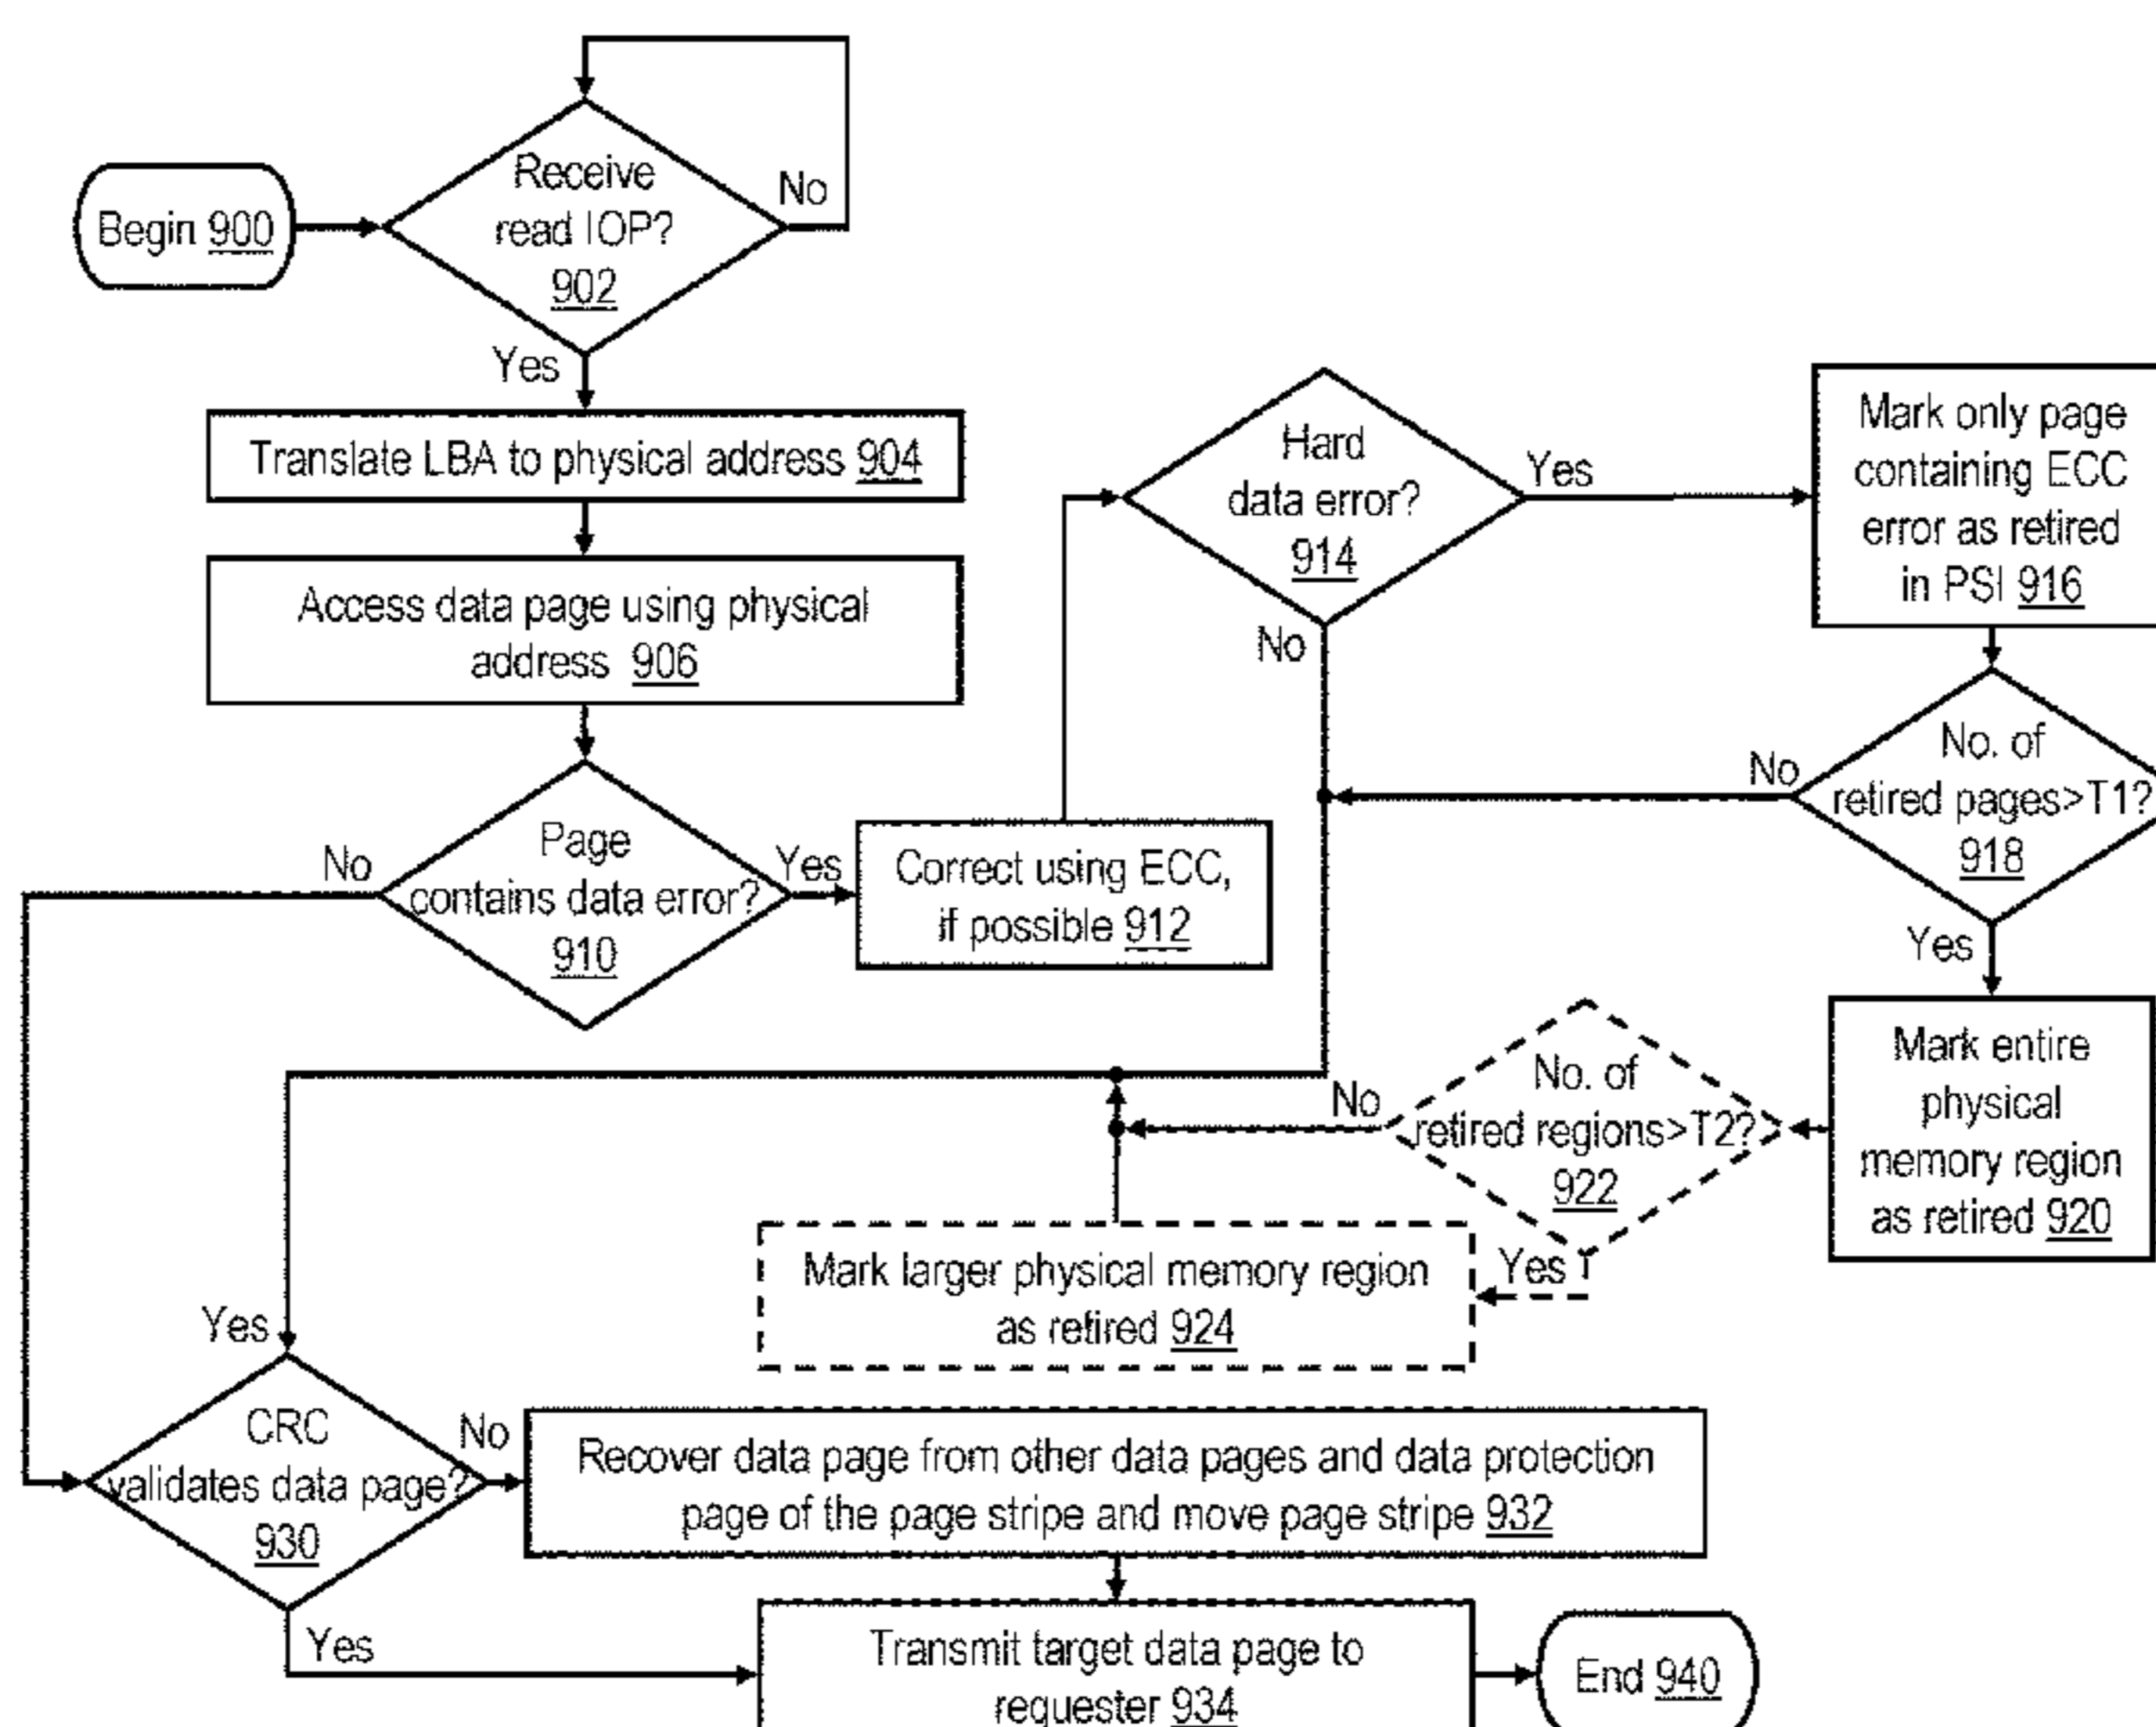 Begin 900
Receive
read IOP?
902
No
Yes
Translate LBA to physical address 904
Access data page using physical
address 906
Page
contains data error?
910
No
Yes
Correct using ECC,
if possible 912
Hard
data error?
914
Yes
No
Mark only page
containing ECC
error as retired
in PSI 916
No. of
retired pages>T1?
918
No
Yes
Mark entire
physical
memory region
as retired 920
No. of
retired regions>T2?
922
No
Yes
Mark larger physical memory region
as retired 924
Yes
CRC
validates data page?
930
No
Recover data page from other data pages and data protection
page of the page stripe and move page stripe 932
Yes
Transmit target data page to
requester 934
End 940